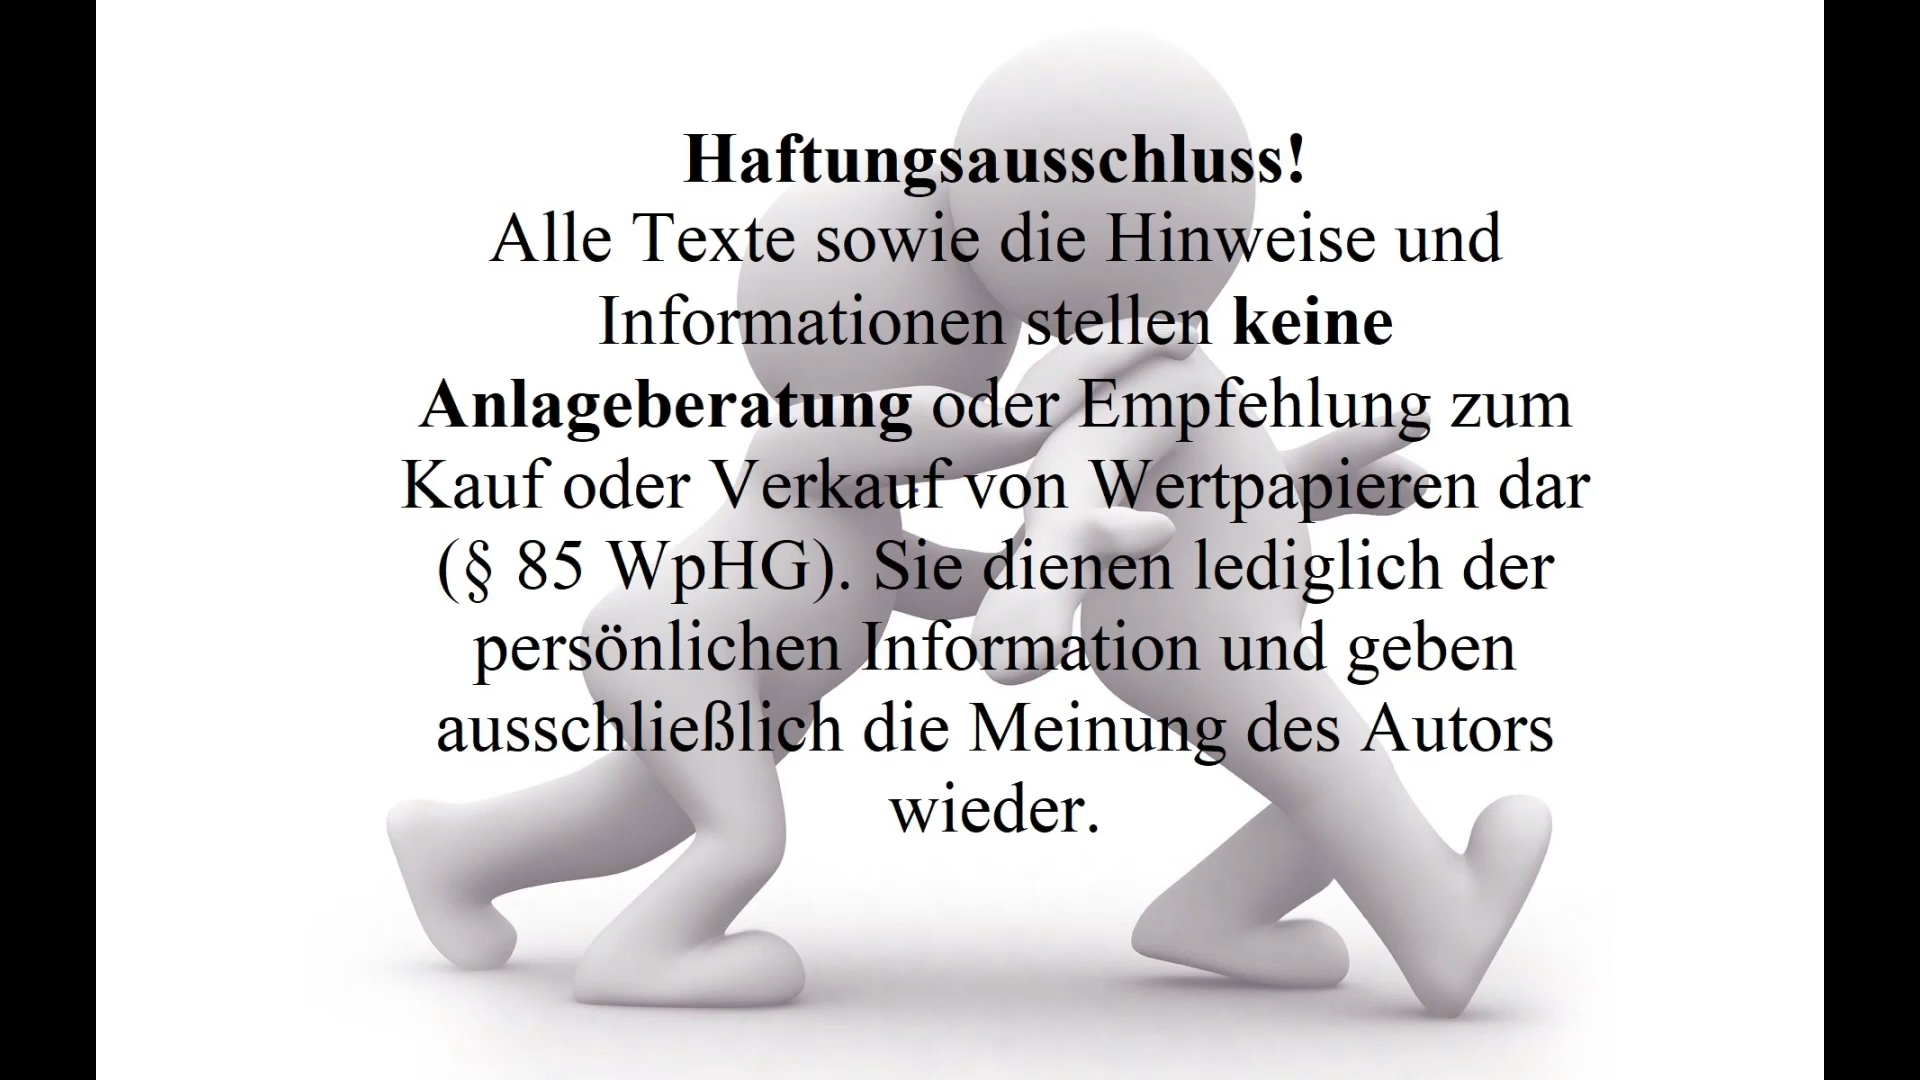 Haftungsausschluss!
Alle Texte sowie die Hinweise und
Informationen stellen keine
Anlageberatung oder Empfehlung zum
Kauf oder Verkauf von Wertpapieren dar
(§ 85 WpHG). Sie dienen lediglich der
persönlichen Information und geben
ausschließlich die Meinung des Autors
wieder.